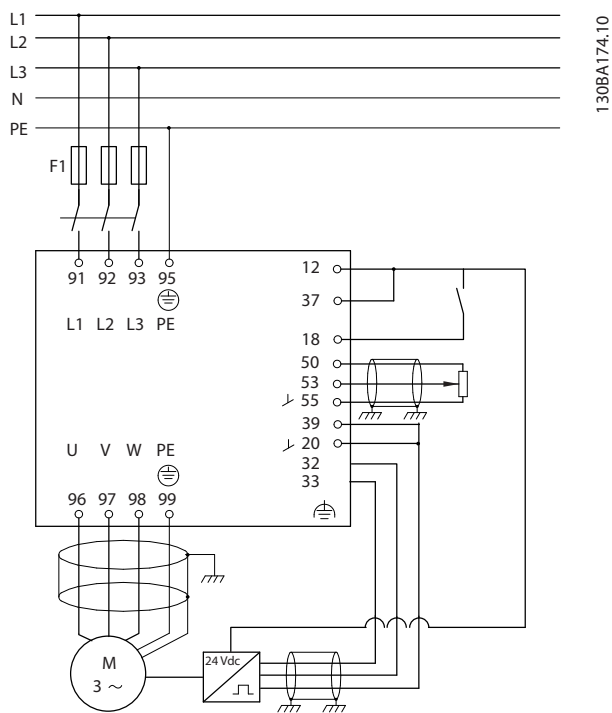 L1
L2
L3
N
PE
130BA174.10
F1
91 92 93 95
L1 L2 L3 PE
12
37
18
50
53
55
39
20
32
33
U V W PE
96 97 98 99
M
3 ~
24 Vdc